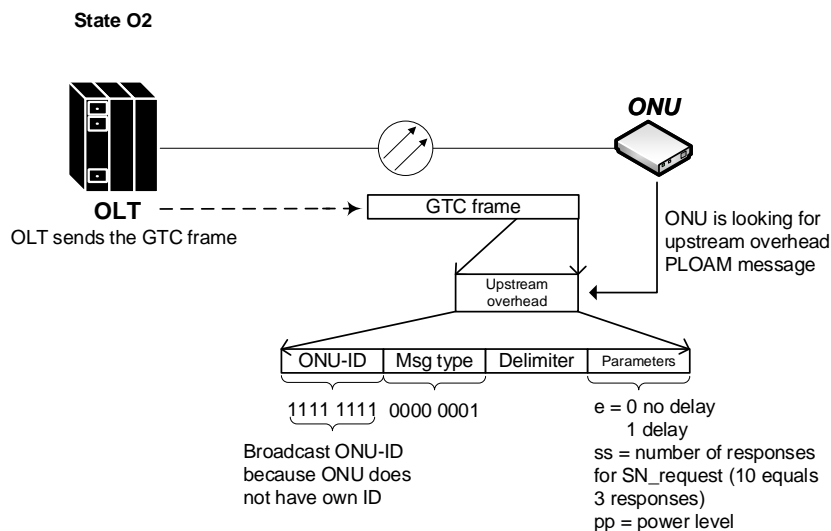 State O2
ONU
OLT
OLT sends the GTC frame
GTC frame
ONU is looking for
upstream overhead
PLOAM message
Upstream
overhead
ONU-ID Msg type Delimiter Parameters
1111 1111 0000 0001
Broadcast ONU-ID
because ONU does
not have own ID
e = 0 no delay
1 delay
ss = number of responses
for SN_request (10 equals
3 responses)
pp = power level